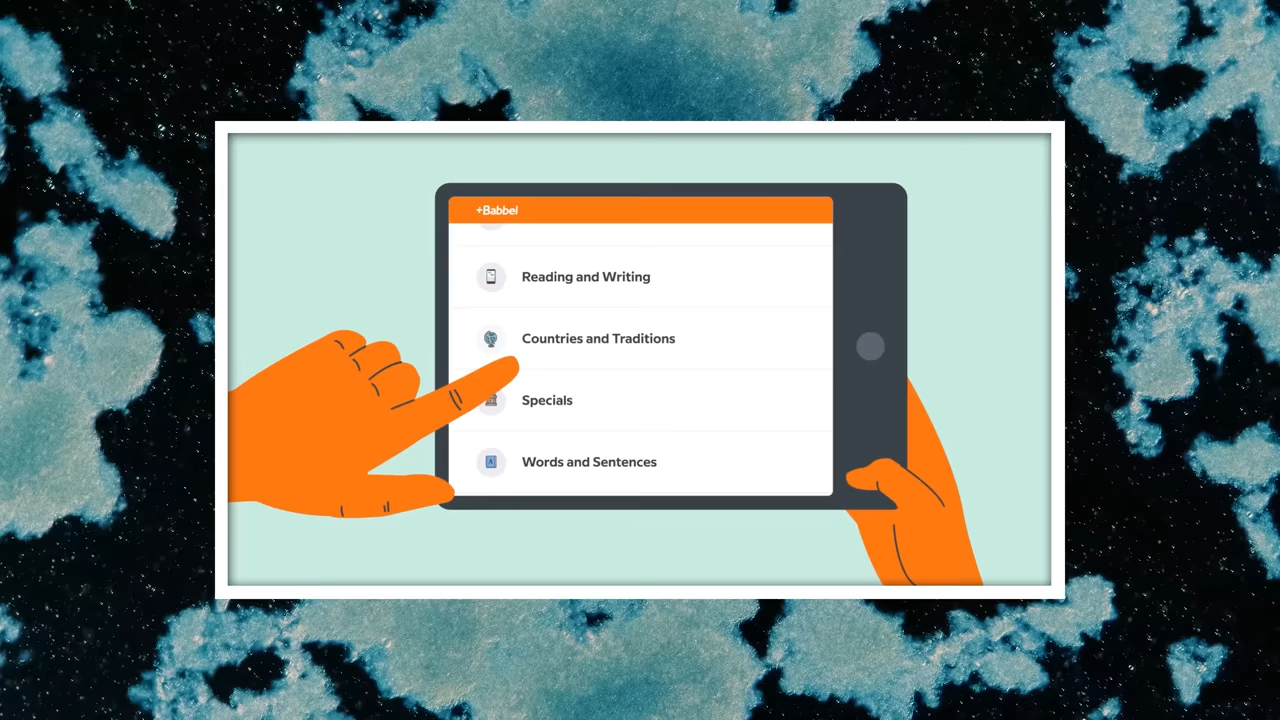 +Babbel
Reading and Writing
Countries and Traditions
Specials
Words and Sentences